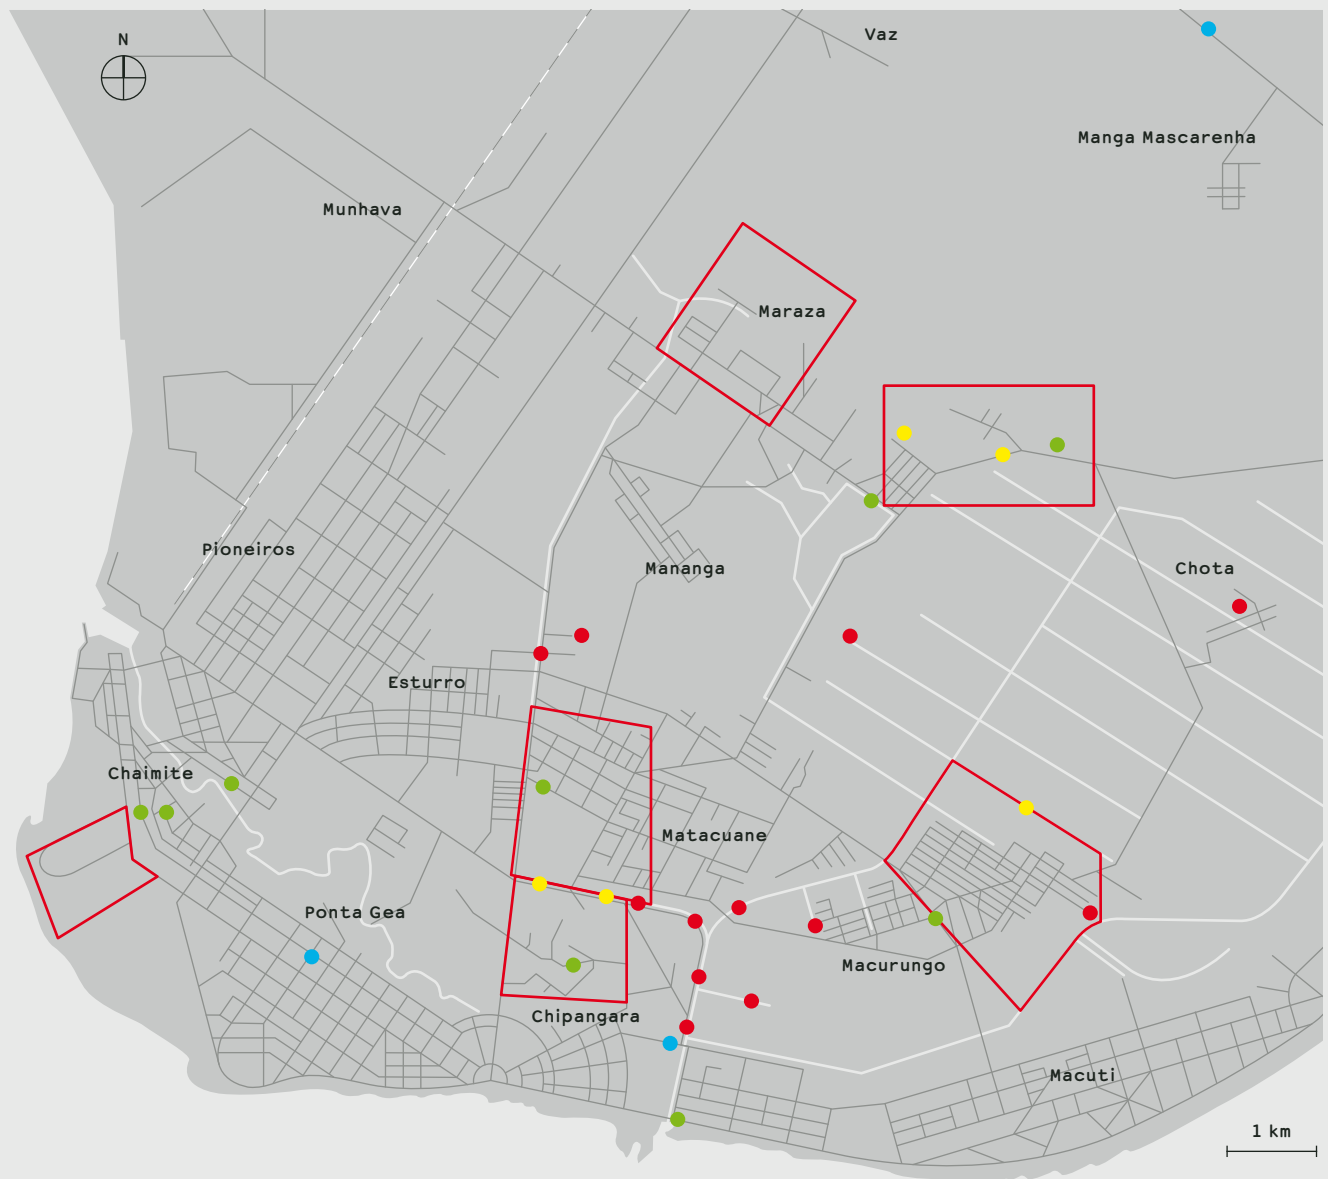 Vaz
N
Manga Mascarenha
Munhava
Maraza
Pioneiros
Mananga
Chota
Esturro
Chaimite
Matacuane
Ponta Gea
Macurungo
Chipangara
Macuti
1 km